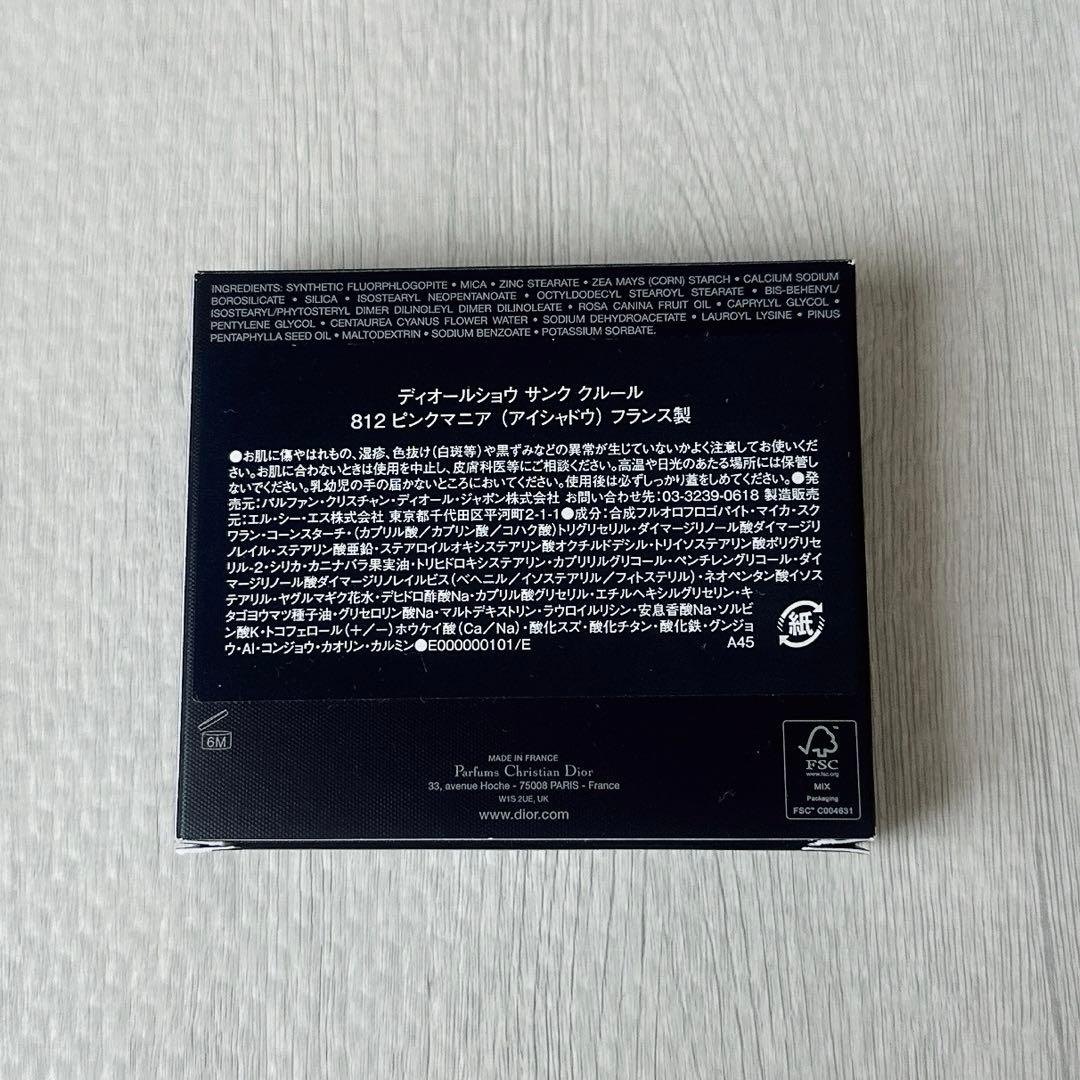 INGREDIENTS: SYNTHETIC FLUORPHLOGOPITE • MICA • ZINC STEARATE • ZEA MAYS (CORN) STARCH • CALCIUM SODIUM
BOROSILICATE • SILICA • ISOSTEARYL NEOPENTANOATE • OCTYLDODECYL STEAROYL STEARATE • BIS-BEHENYL/
ISOSTEARYL/PHYTOSTERYL DIMER DILINOLEYL DIMER DILINOLEATE • ROSA CANINA FRUIT OIL • CAPRYLYL GLYCOL •
PENTYLENE GLYCOL • CENTAUREA CYANUS FLOWER WATER • SODIUM DEHYDROACETATE • LAUROYL LYSINE • PINUS
PENTAPHYLLA SEED OIL • MALTODEXTRIN • SODIUM BENZOATE • POTASSIUM SORBATE.
ディオールショウ サンク クルール
812 ピンクマニア（アイシャドウ）フランス製
●お肌に傷やはれもの、湿疹、色抜け（白斑等）や黒ずみなどの異常が生じていないかよく注意してお使いくだ
さい。お肌に合わないときは使用を中止し、皮膚科医等にご相談ください。高温や日光のあたる場所には保管し
ないでください。乳幼児の手の届かないところにおいてください。使用後は必ずしっかり蓋をしめてください。●発
売元：パルファン・クリスチャン・ディオール・ジャポン株式会社 お問い合わせ先：03-3239-0618 製造販売
元：エル・シー・エス株式会社 東京都千代田区平河町2-1-1●成分：合成フルオロフロゴパイト・マイカ・スク
ワラン・コーンスターチ・（カプリル酸／カプリン酸／コハク酸）トリグリセリル・ダイマージリノール酸ダイマージリ
ノレイル・ステアリン酸亜鉛・ステアロイルオキシステアリン酸オクチルドデシル・トリイソステアリン酸ポリグリセ
リル-2・シリカ・カニナバラ果実油・トリヒドロキシステアリン・カプリリルグリコール・ペンチレングリコール・ダイ
マージリノール酸ダイマージリノレイルビス（ベヘニル／イソステアリル／フィトステリル）・ネオペンタン酸イソス
テアリル・ヤグルマギク花水・デヒドロ酢酸Na・カプリル酸グリセリル・エチルヘキシルグリセリン・キ
タゴヨウマツ種子油・グリセロリン酸Na・マルトデキストリン・ラウロイルリシン・安息香酸Na・ソルビ
ン酸K・トコフェロール（＋／－）ホウケイ酸（Ca／Na）・酸化スズ・酸化チタン・酸化鉄・グンジョ
ウ・Al・コンジョウ・カオリン・カルミン●E000000101/E A45
紙
6M
MADE IN FRANCE
Parfums Christian Dior
33, avenue Hoche - 75008 PARIS - France
W1S 2UE, UK
www.dior.com
FSC
www.fsc.org
MIX
Packaging
FSC™ C004631